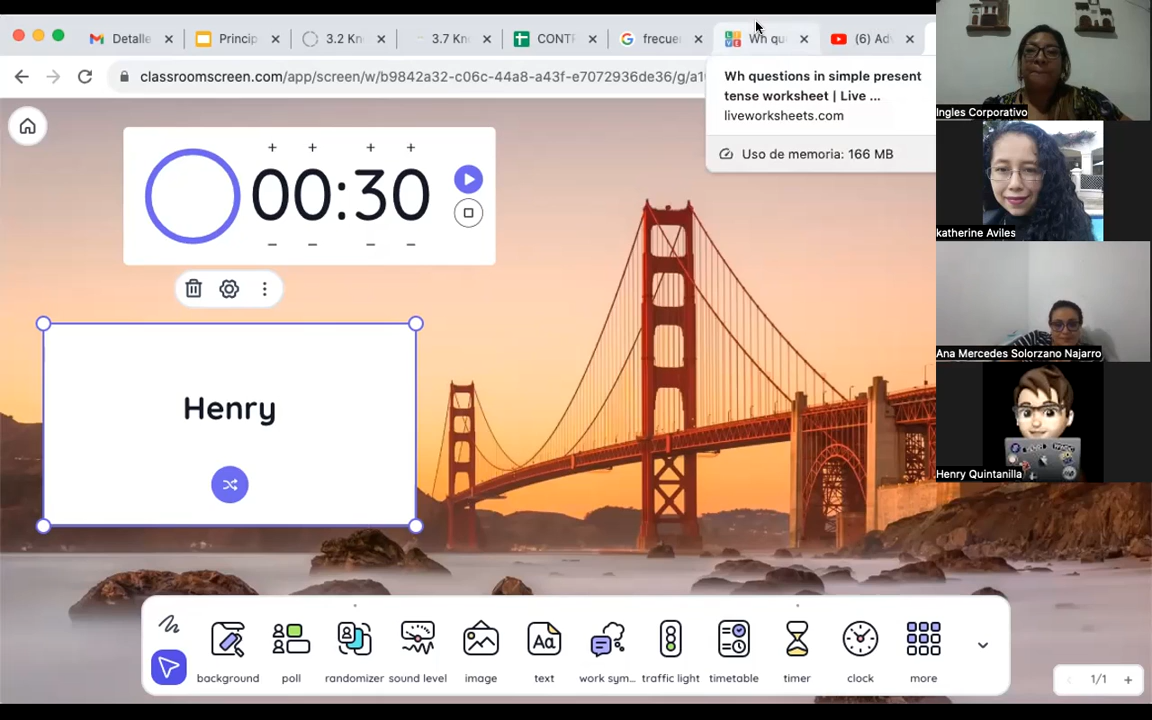 Detalle
Princip
3.2 Kn
3.7 Kn
CONTR
frecue
Wh qu
(6) Ad
classroomscreen.com/app/screen/w/b9842a32-c06c-44a8-a43f-e7072936de36/g/a1
Wh questions in simple present
tense worksheet | Live ...
liveworksheets.com
Uso de memoria: 166 MB
00:30
Henry
Ingles Corporativo
katherine Aviles
Ana Mercedes Solorzano Najarro
Henry Quintanilla
background
poll
randomizer
sound level
image
text
work sym...
traffic light
timetable
timer
clock
more
1/1